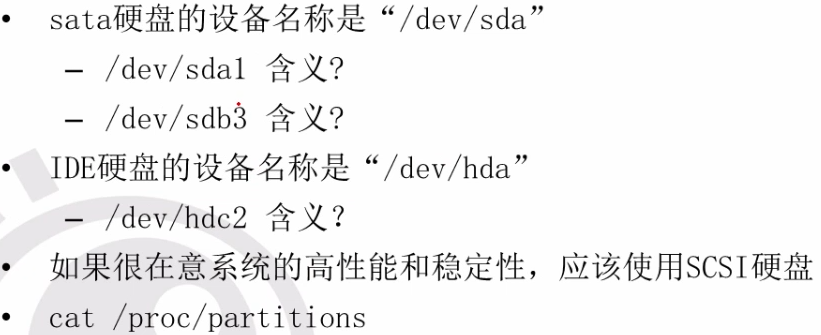 • sata硬盘的设备名称是“/dev/sda”
– /dev/sda1 含义?
– /dev/sdb3 含义?
• IDE硬盘的设备名称是“/dev/hda”
– /dev/hdc2 含义？
• 如果很在意系统的高性能和稳定性，应该使用SCSI硬盘
• cat /proc/partitions